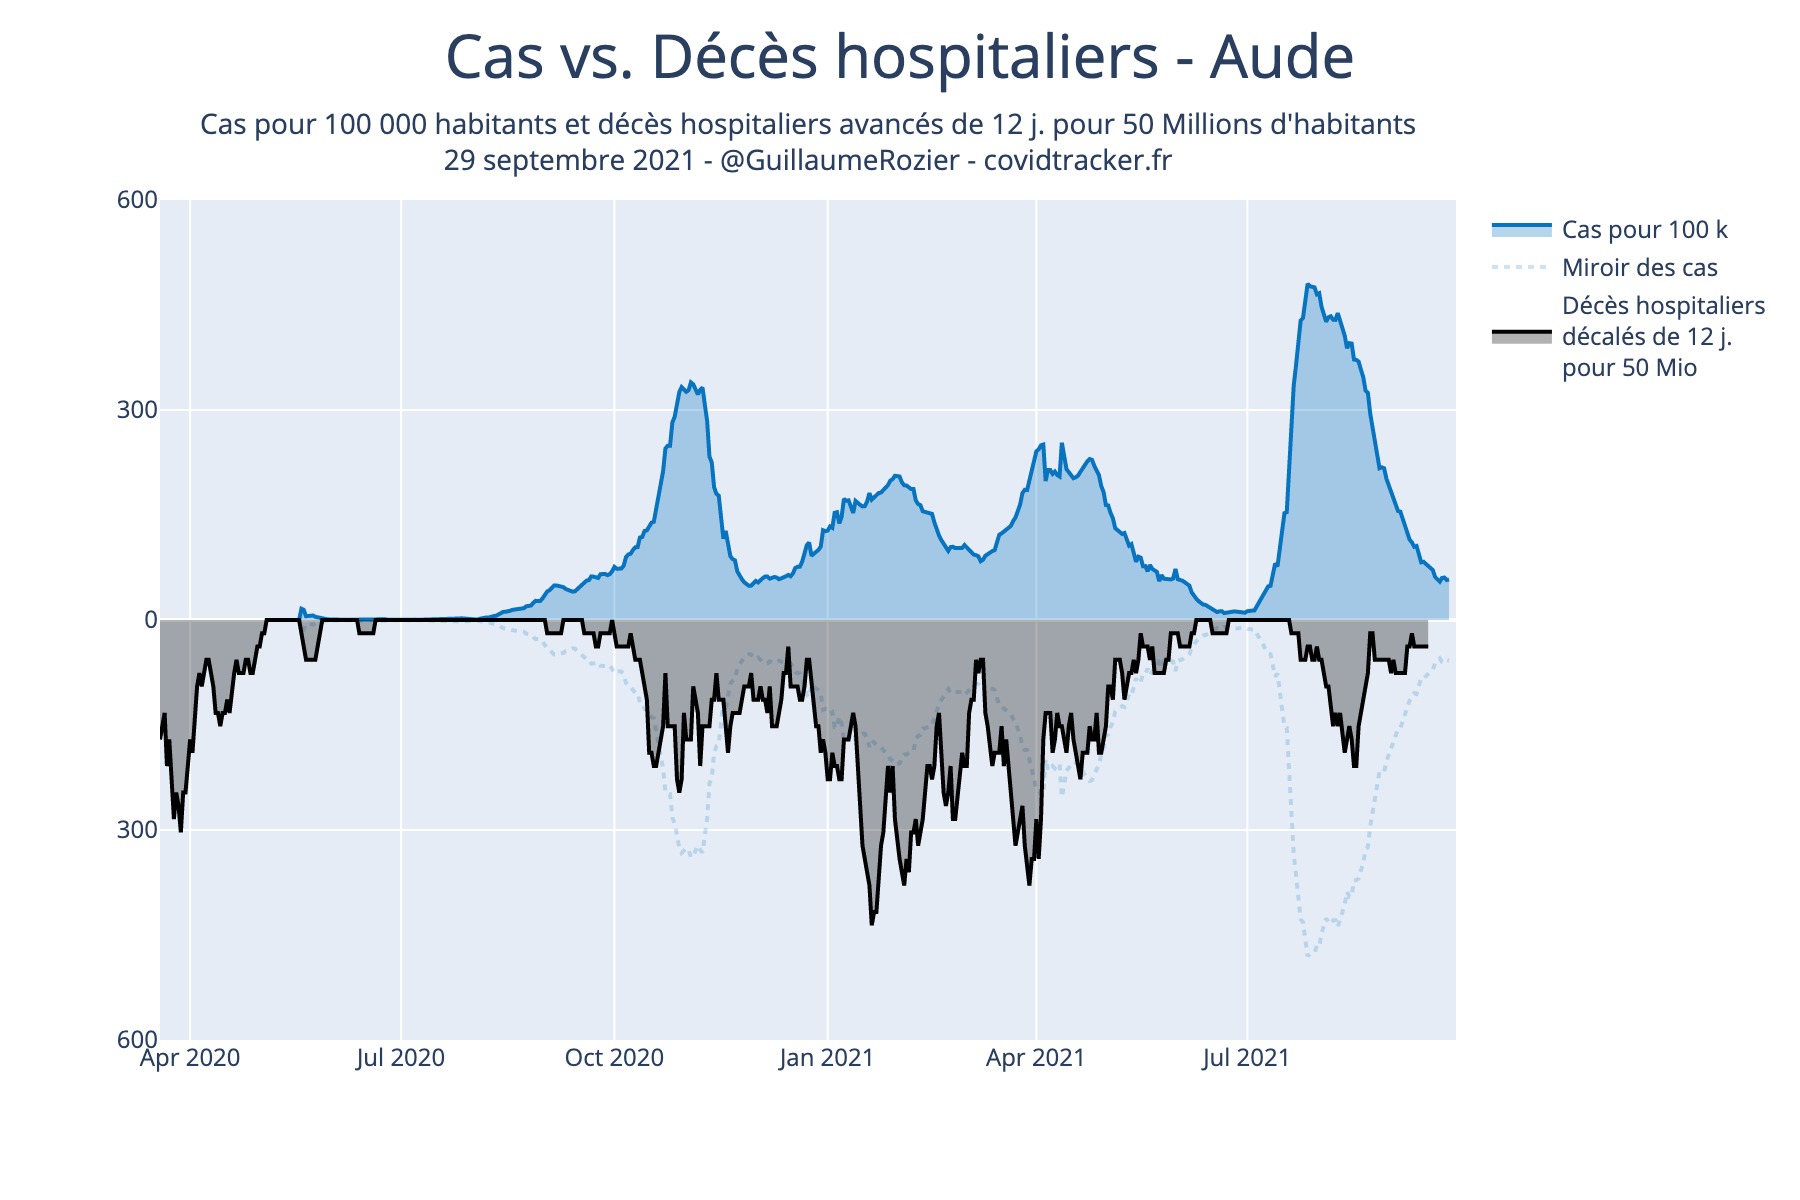 Cas vs. Décès hospitaliers - Aude
Cas pour 100 000 habitants et décès hospitaliers avancés de 12 j. pour 50 Millions d'habitants
29 septembre 2021 - @GuillaumeRozier - covidtracker.fr
600
300
0
300
600
Apr 2020
Jul 2020
Oct 2020
Jan 2021
Apr 2021
Jul 2021
Cas pour 100 k
Miroir des cas
Décès hospitaliers
décalés de 12 j.
pour 50 Mio